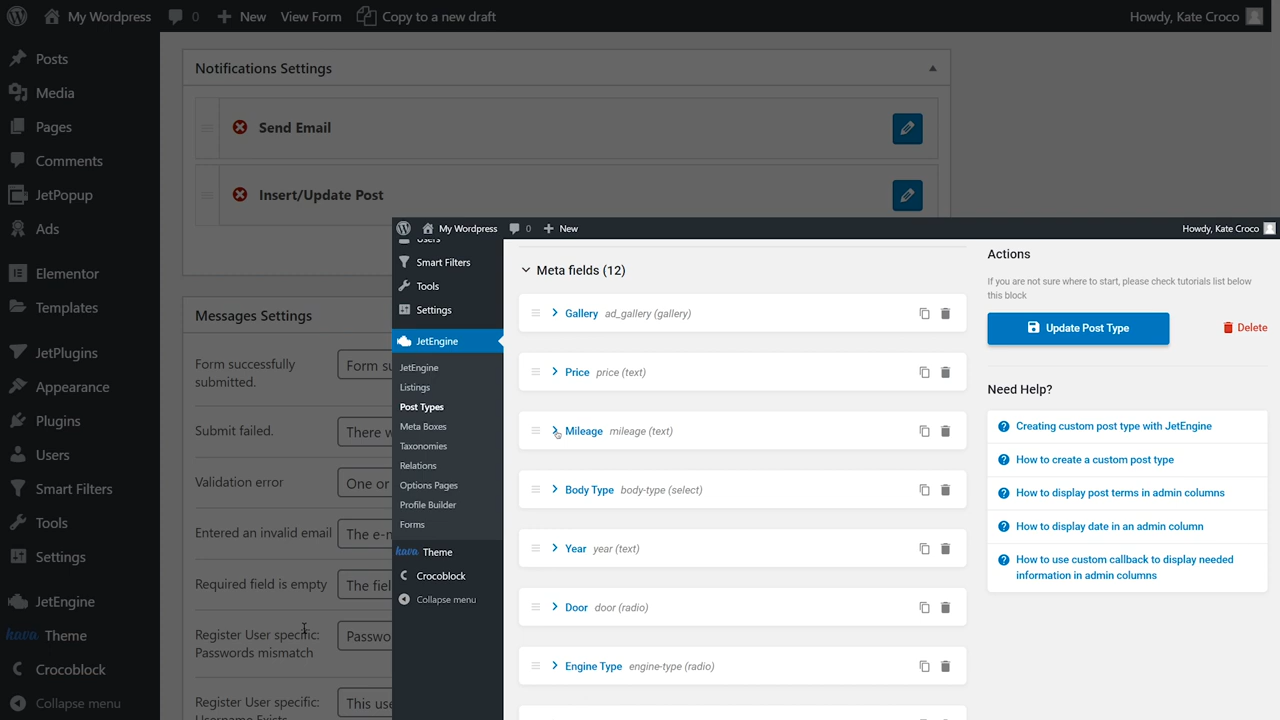 My Wordpress
0
New
View Form
Copy to a new draft
Howdy, Kate Croco
Posts
Media
Pages
Comments
JetPopup
Ads
Elementor
Templates
JetPlugins
Appearance
Plugins
Users
Smart Filters
Tools
Settings
JetEngine
hava Theme
Crocoblock
Collapse menu
Notifications Settings
Send Email
Insert/Update Post
Messages Settings
Form successfully
submitted.
Form su
Submit failed.
There w
Validation error
One or
Entered an invalid email
The e-m
Required field is empty
The fiel
Register User specific:
Passwords mismatch
Passwo
Register User specific:
Username Exists
This use
My Wordpress
0
New
Howdy, Kate Croco
Users
Smart Filters
Tools
Settings
JetEngine
JetEngine
Listings
Post Types
Meta Boxes
Taxonomies
Relations
Options Pages
Profile Builder
Forms
hava Theme
Crocoblock
Collapse menu
Meta fields (12)
Gallery ad_gallery (gallery)
Price price (text)
Mileage mileage (text)
Body Type body-type (select)
Year year (text)
Door door (radio)
Engine Type engine-type (radio)
Actions
If you are not sure where to start, please check tutorials list below
this block
Update Post Type
Delete
Need Help?
Creating custom post type with JetEngine
How to create a custom post type
How to display post terms in admin columns
How to display date in an admin column
How to use custom callback to display needed
information in admin columns